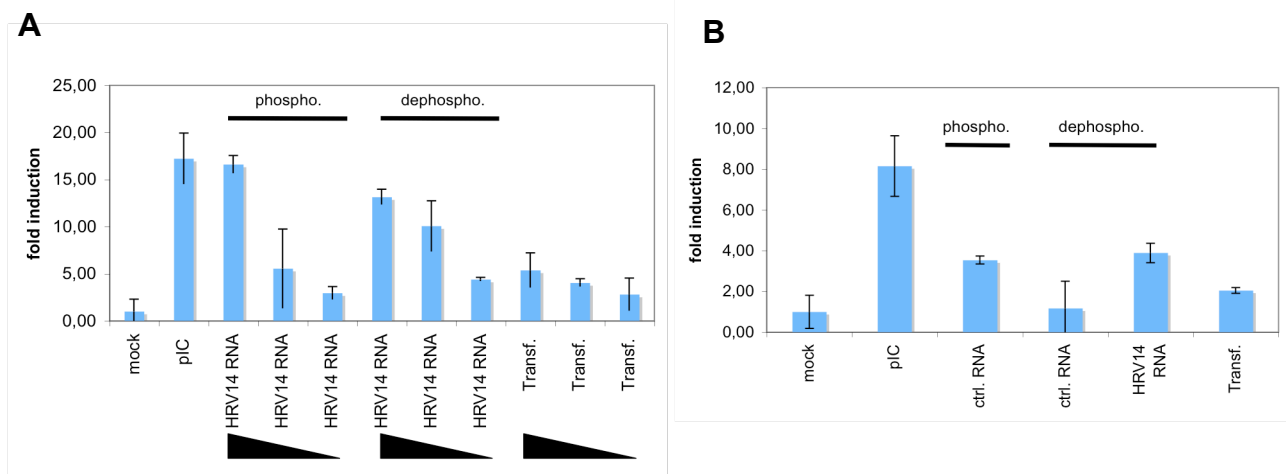 A
fold induction
25,00
20,00
15,00
10,00
5,00
0,00
phospho.
dephospho.
mock
pIC
HRV14 RNA
HRV14 RNA
HRV14 RNA
HRV14 RNA
HRV14 RNA
HRV14 RNA
Transf.
Transf.
Transf.
B
fold induction
12,00
10,00
8,00
6,00
4,00
2,00
0,00
phospho.
dephospho.
mock
pIC
ctrl. RNA
ctrl. RNA
HRV14
RNA
Transf.